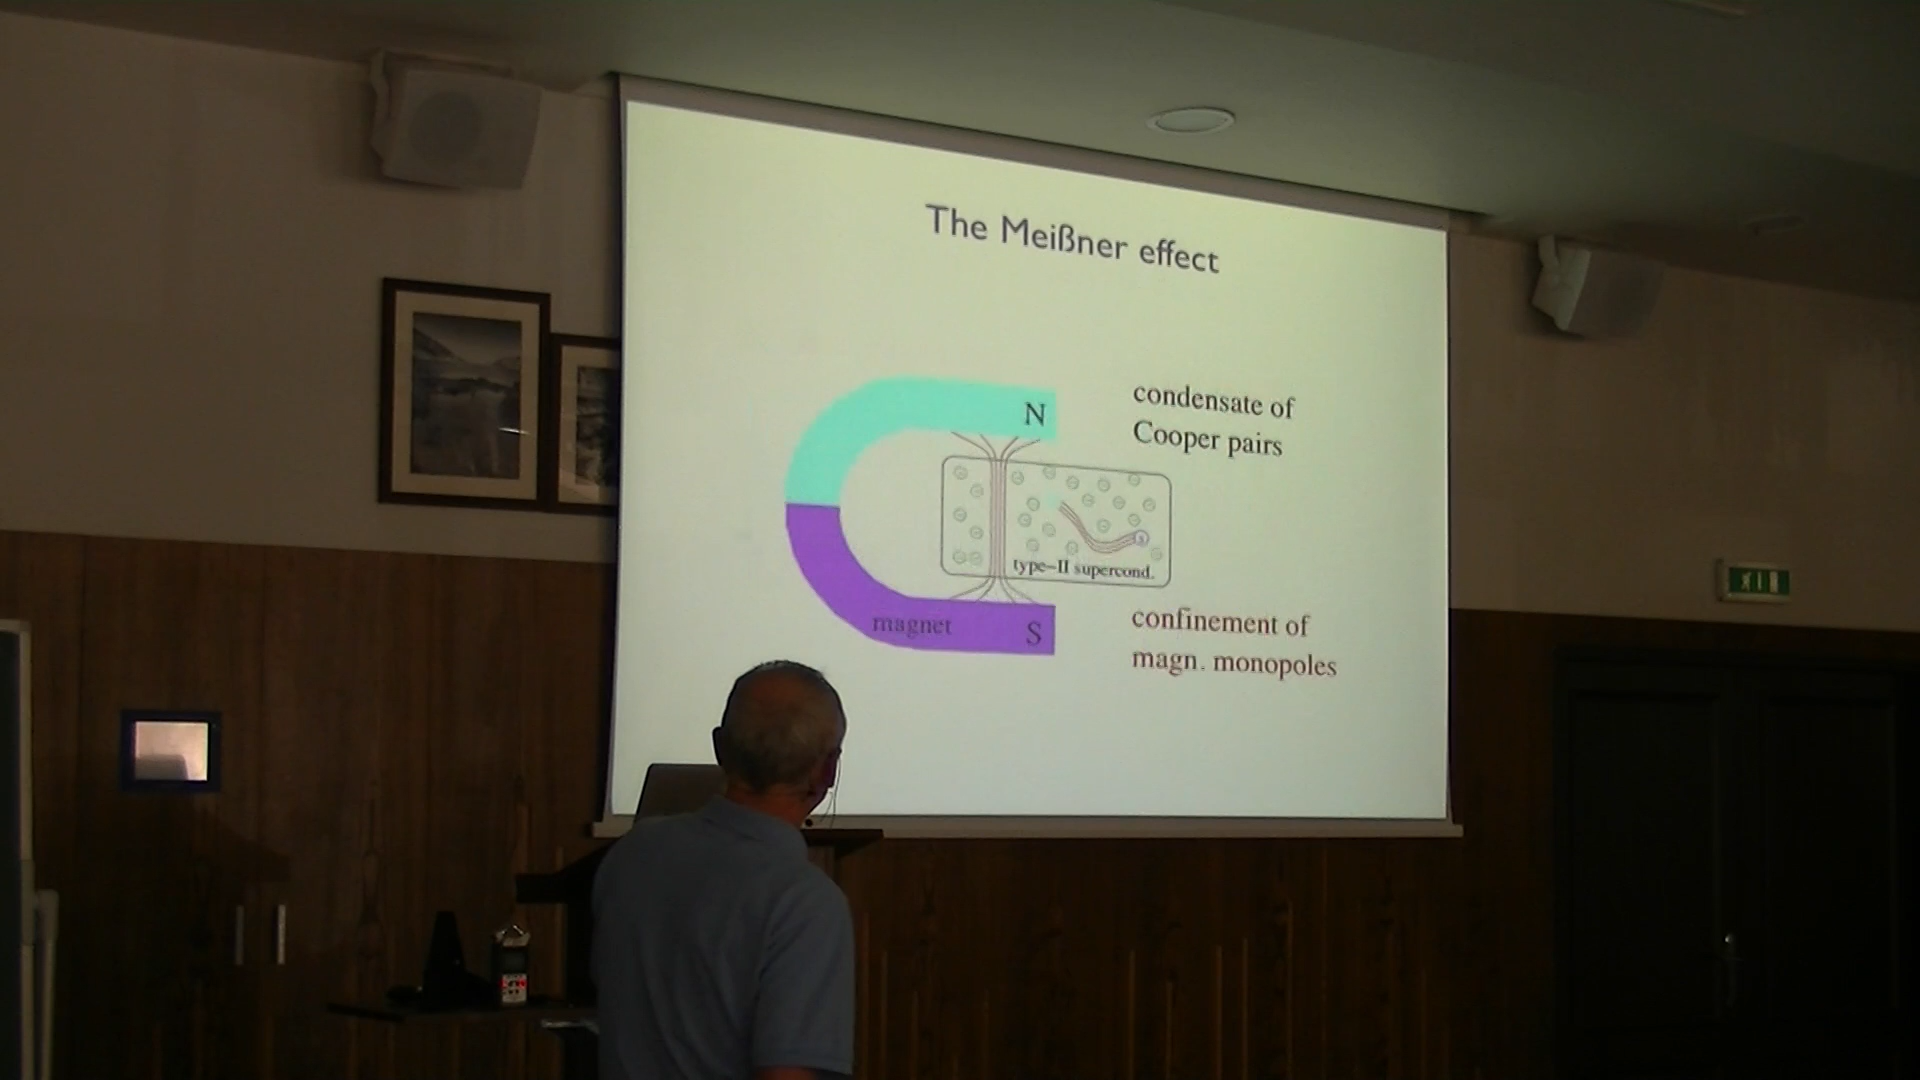 The Meißner effect
N
condensate of
Cooper pairs
type-II supercond.
magnet
S
confinement of
magn. monopoles